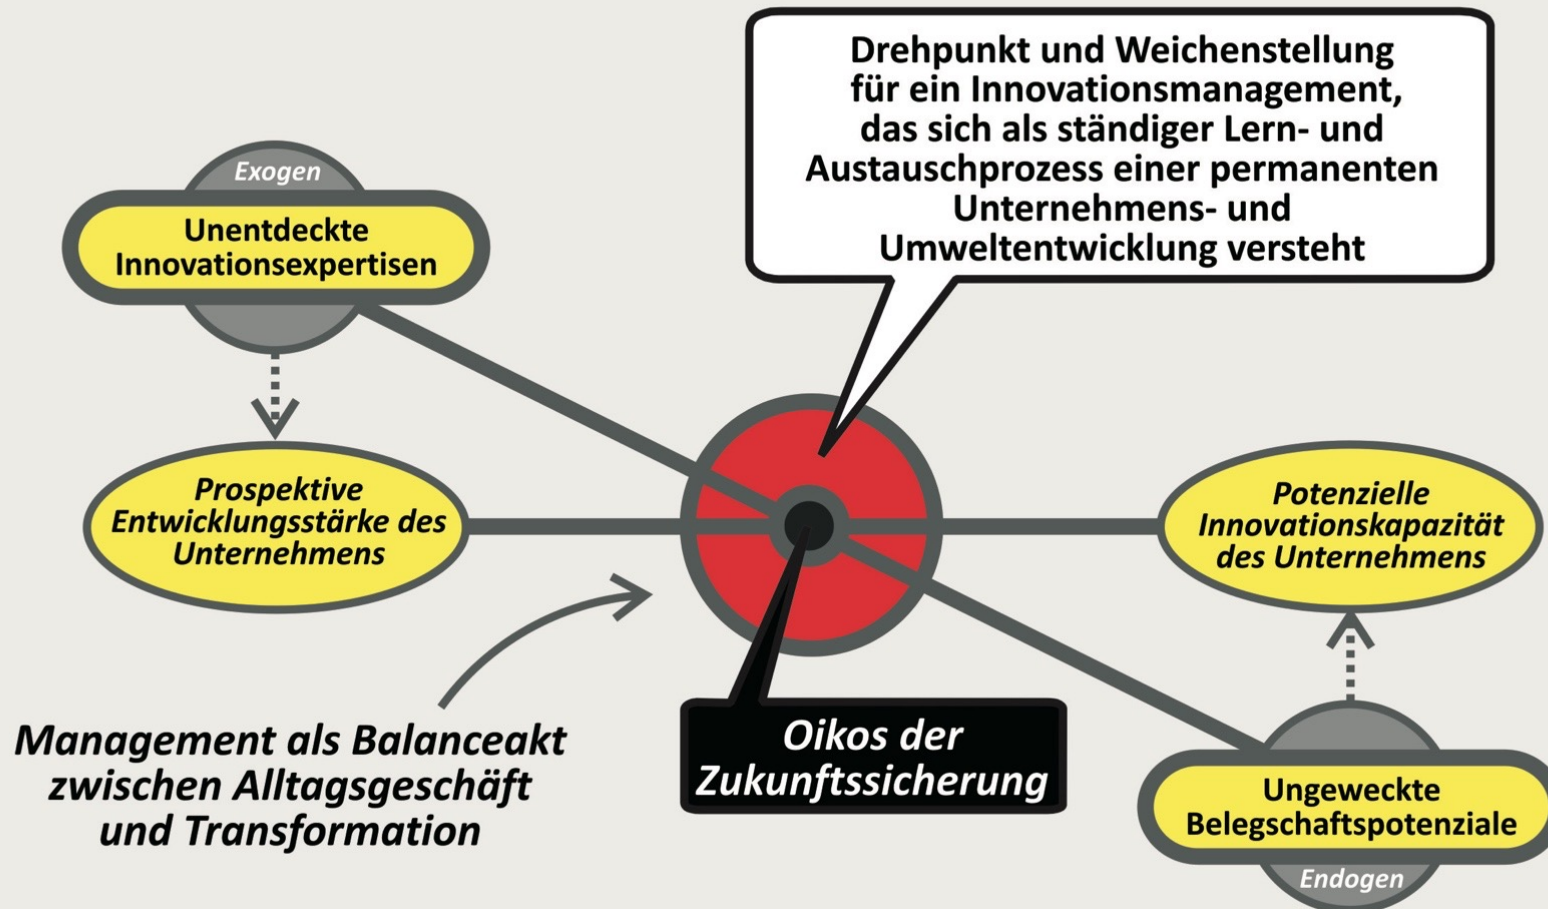 Drehpunkt und Weichenstellung
für ein Innovationsmanagement,
das sich als ständiger Lern- und
Austauschprozess einer permanenten
Unternehmens- und
Umweltentwicklung versteht
Exogen
Unentdeckte
Innovationsexpertisen
Prospektive
Entwicklungsstärke des
Unternehmens
Potenzielle
Innovationskapazität
des Unternehmens
Management als Balanceakt
zwischen Alltagsgeschäft
und Transformation
Oikos der
Zukunftssicherung
Ungeweckte
Belegschaftspotenziale
Endogen